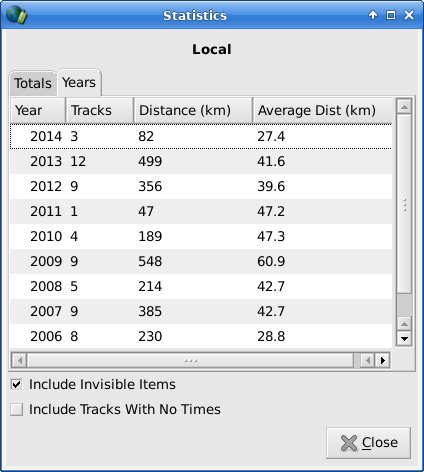 Statistics
Local
Totals Years
Year Tracks Distance (km) Average Dist (km)
2014 3 82 27.4
2013 12 499 41.6
2012 9 356 39.6
2011 1 47 47.2
2010 4 189 47.3
2009 9 548 60.9
2008 5 214 42.7
2007 9 385 42.7
2006 8 230 28.8
Include Invisible Items
Include Tracks With No Times
Close